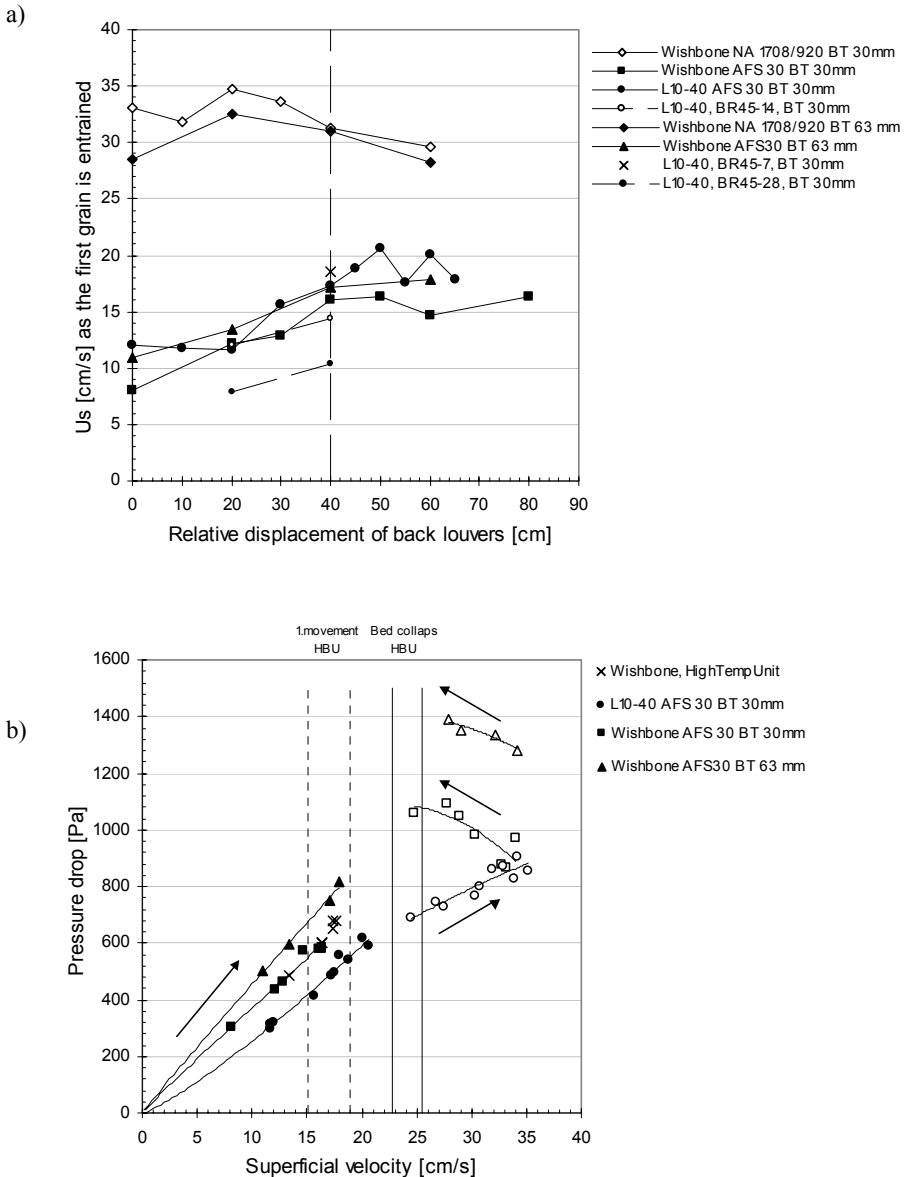 a)
40
35
30
25
20
15
10
5
0
Us [cm/s] as the first grain is entrained
0 10 20 30 40 50 60 70 80 90
Relative displacement of back louvers [cm]
Wishbone NA 1708/920 BT 30mm
Wishbone AFS 30 BT 30mm
L10-40 AFS 30 BT 30mm
L10-40, BR45-14, BT 30mm
Wishbone NA 1708/920 BT 63 mm
Wishbone AFS30 BT 63 mm
L10-40, BR45-7, BT 30mm
L10-40, BR45-28, BT 30mm
b)
1.movement Bed collaps
HBU HBU
1600
1400
1200
1000
800
600
400
200
0
Pressure drop [Pa]
0 5 10 15 20 25 30 35 40
Superficial velocity [cm/s]
Wishbone, HighTempUnit
L10-40 AFS 30 BT 30mm
Wishbone AFS 30 BT 30mm
Wishbone AFS30 BT 63 mm